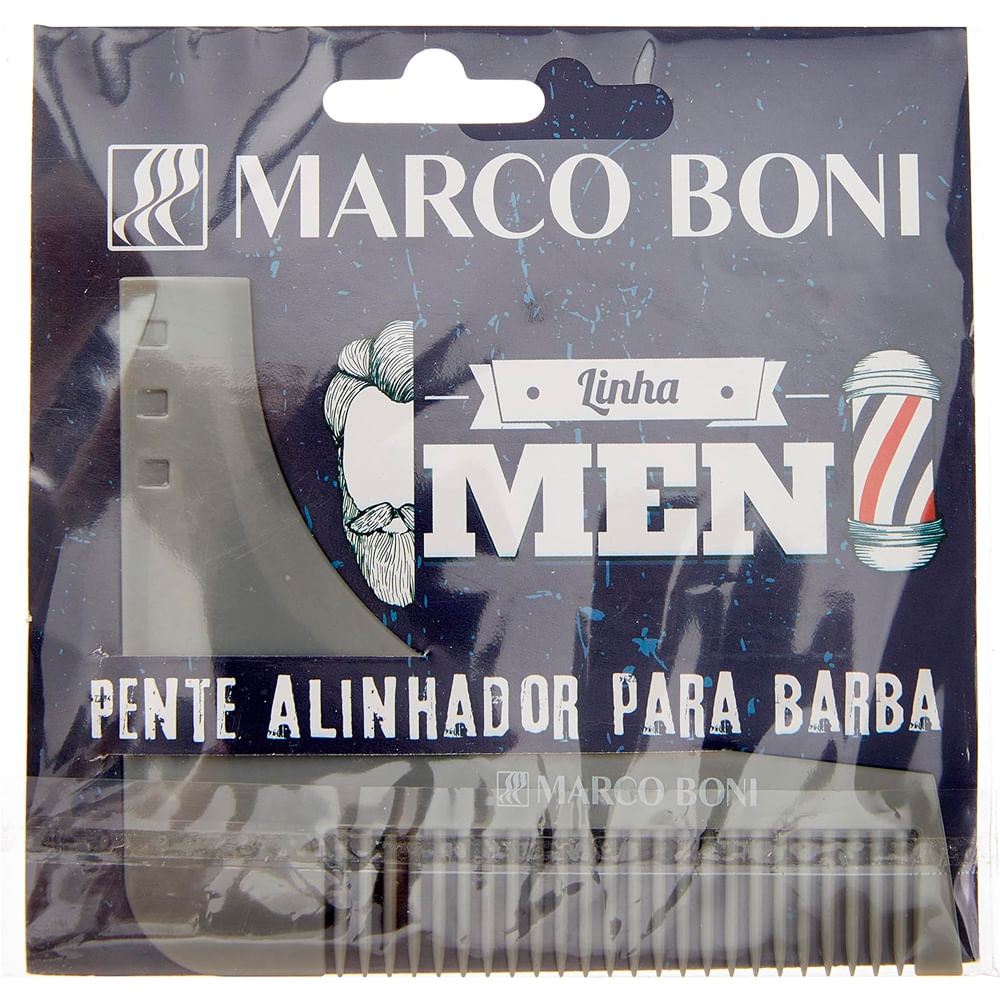 MARCO BONI
Linha
MEN
PENTE ALINHADOR PARA BARBA
MARCO BONI